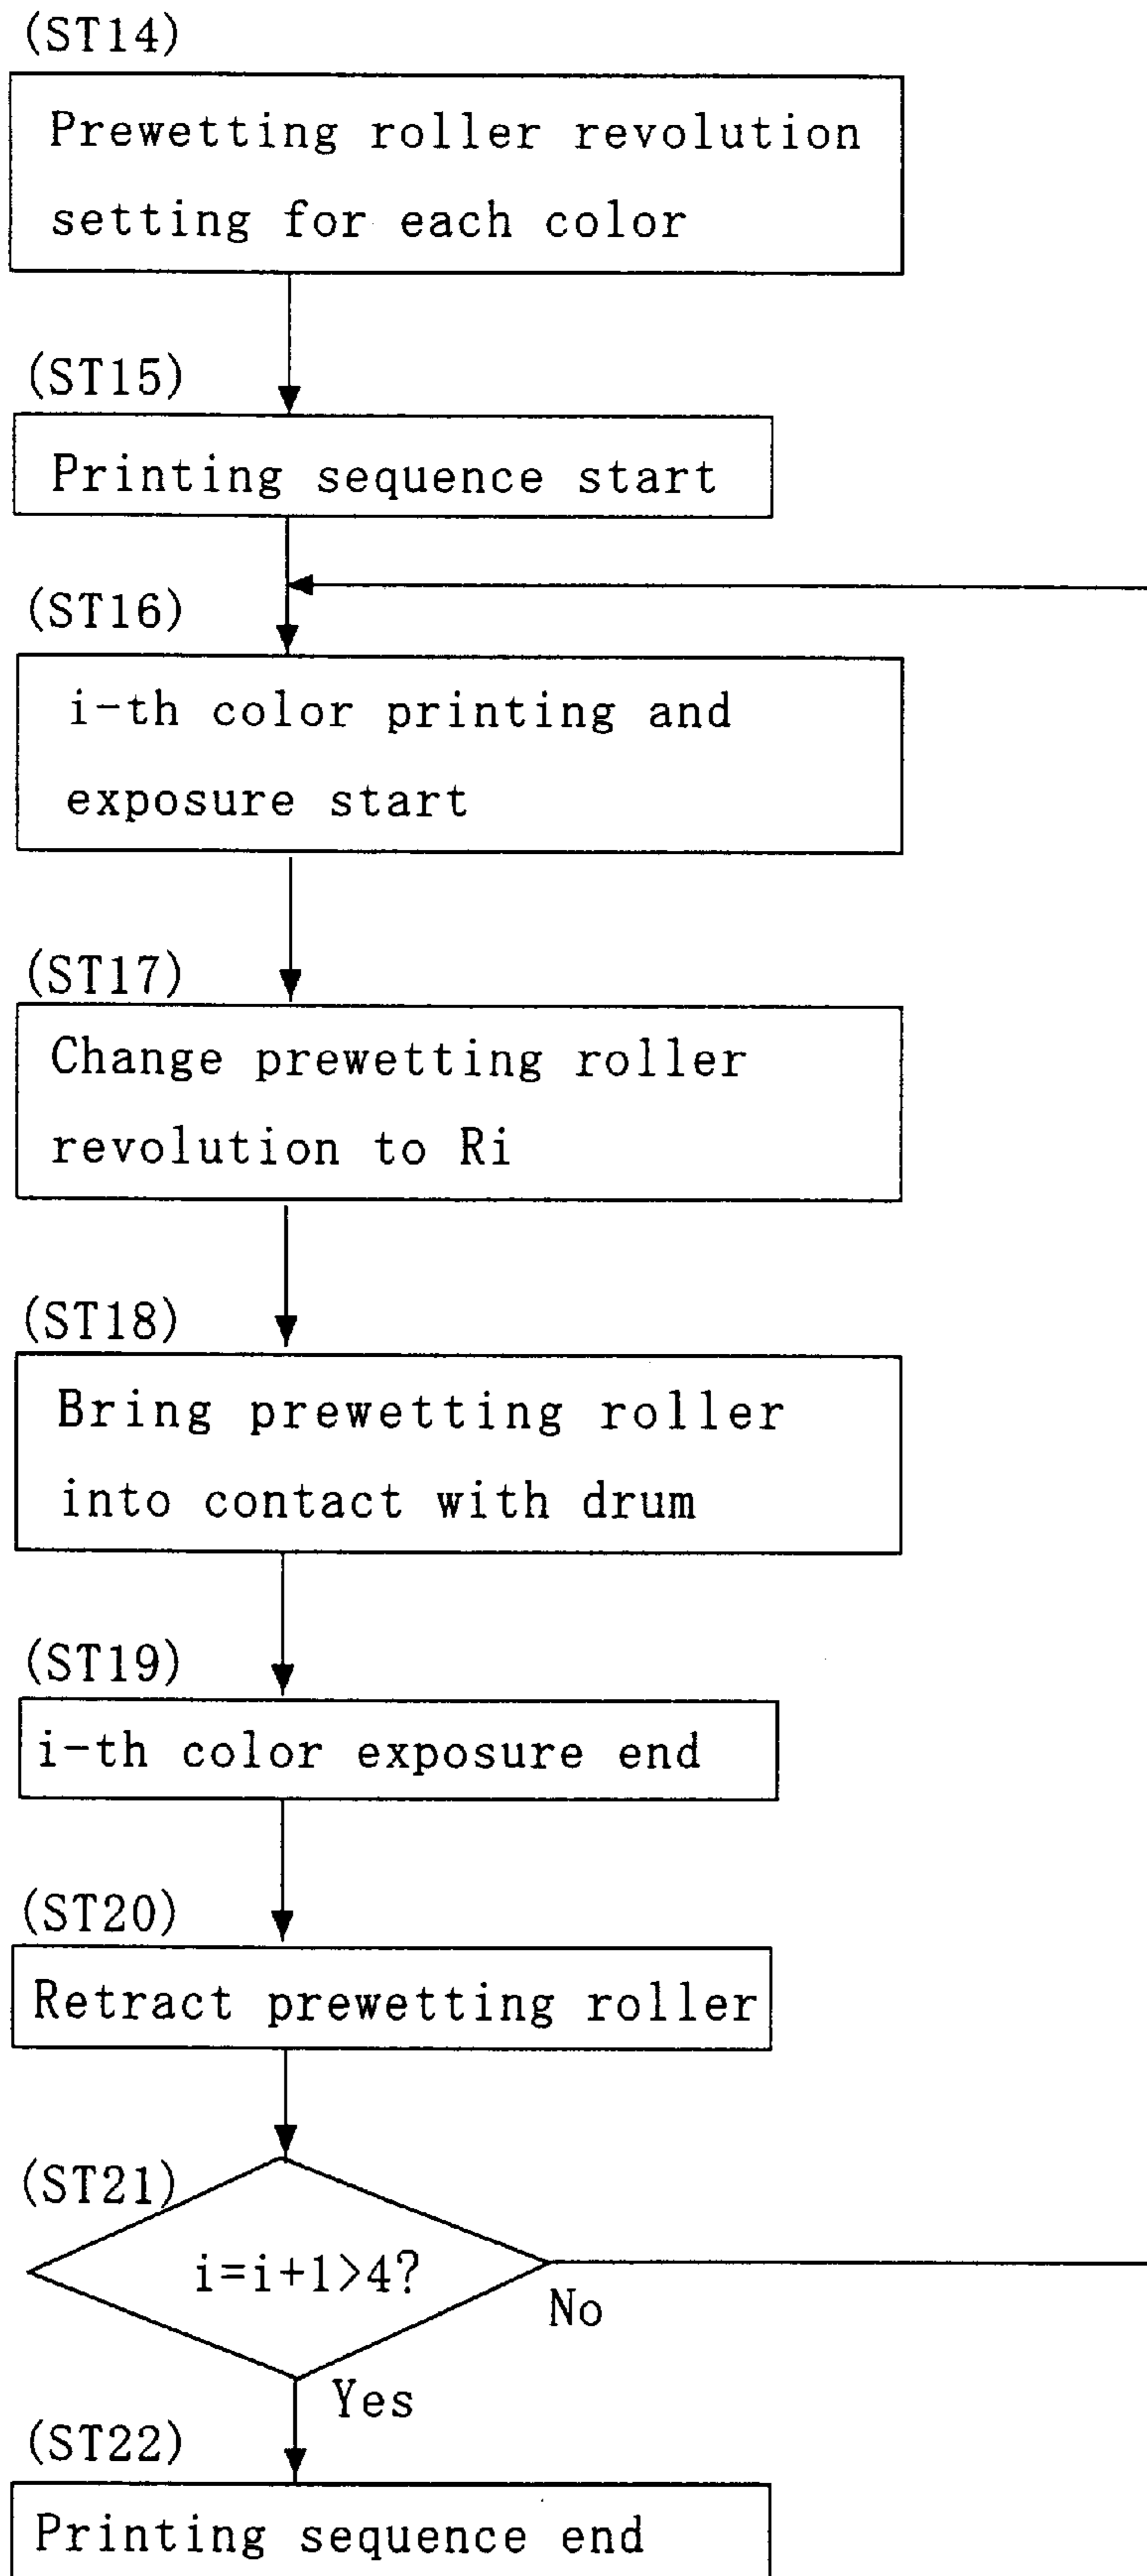 (ST14)
Prewetting roller revolution
setting for each color
(ST15)
Printing sequence start
(ST16)
i-th color printing and
exposure start
(ST17)
Change prewetting roller
revolution to Ri
(ST18)
Bring prewetting roller
into contact with drum
(ST19)
i-th color exposure end
(ST20)
Retract prewetting roller
(ST21)
i=i+1>4?
No
Yes
(ST22)
Printing sequence end